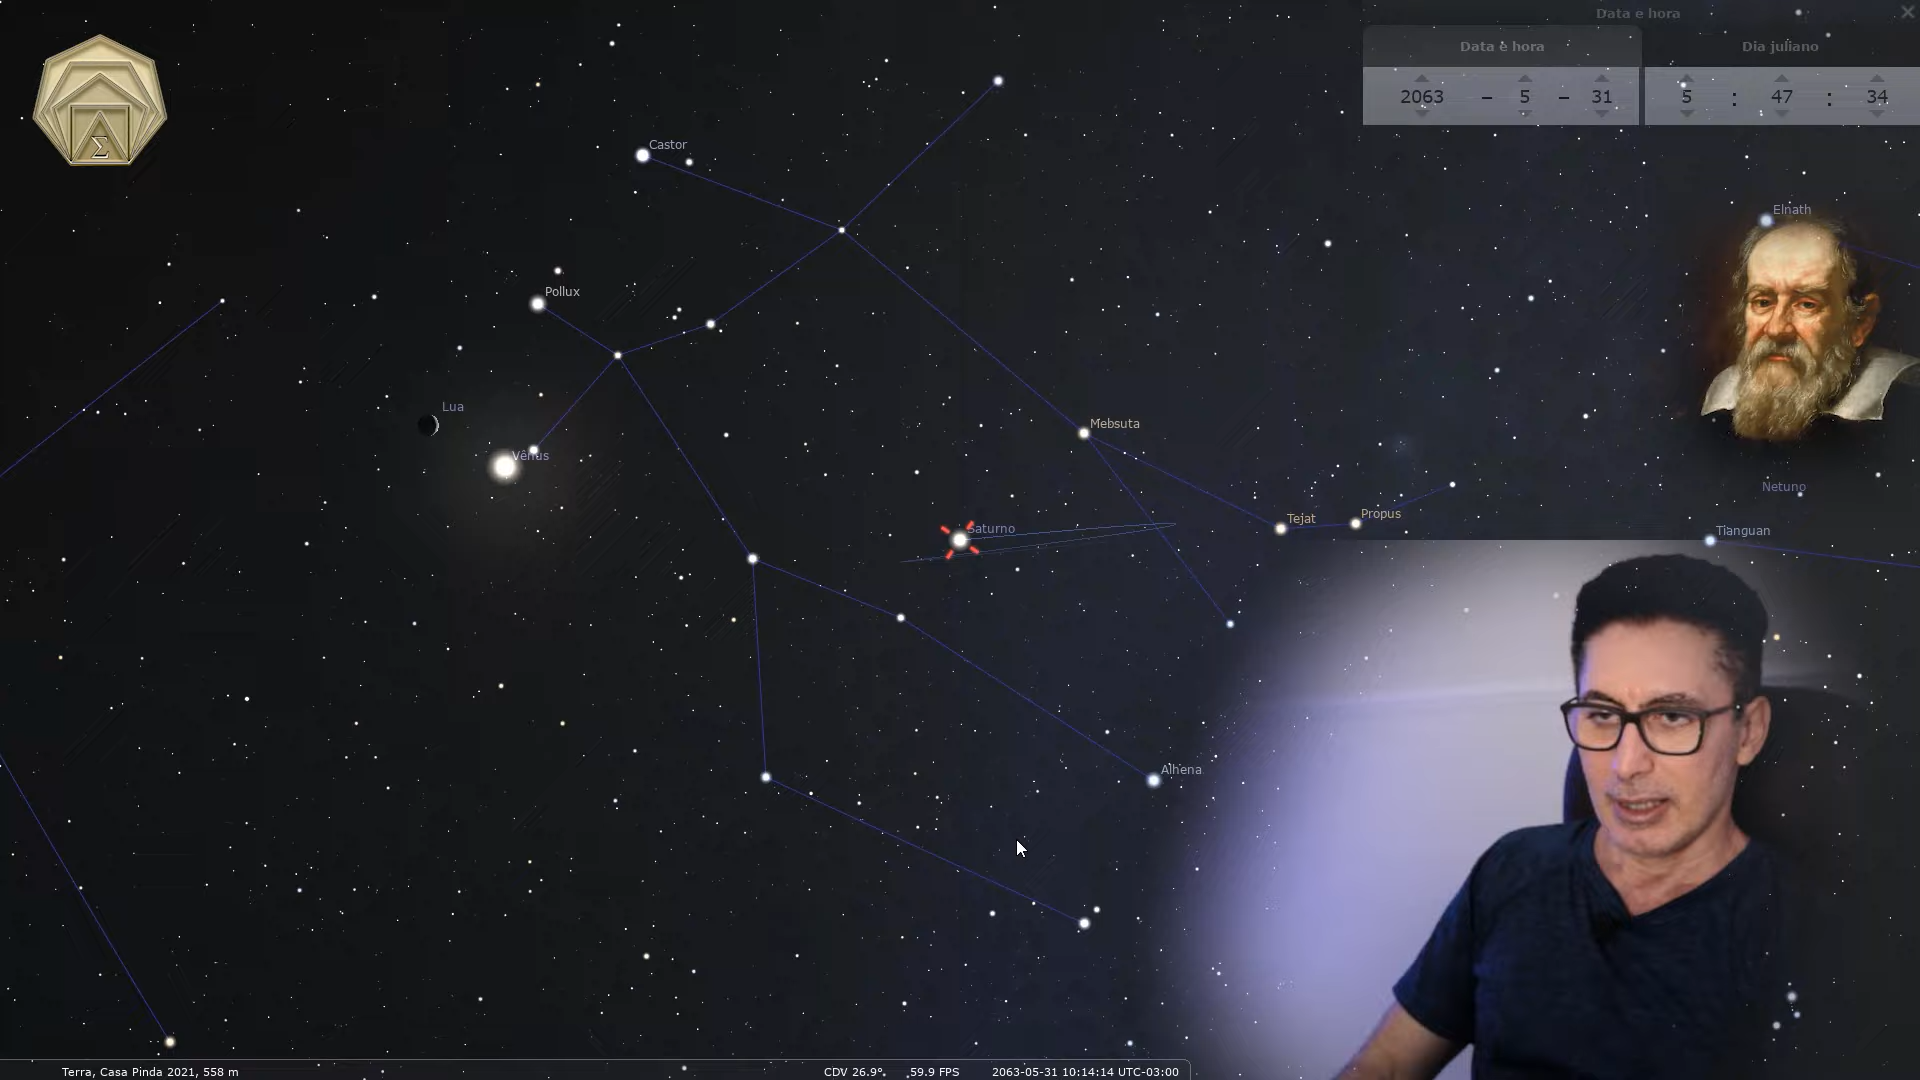 Data e hora
Data e hora
Dia juliano
2063 – 5 – 31
5 : 47 : 34
Σ
Castor
Elnath
Pollux
Lua
Mebsuta
Vênus
Netuno
Saturno
Tejat
Propus
Tianguan
Alhena
Terra, Casa Pinda 2021, 558 m
CDV 26.9°
59.9 FPS
2063-05-31 10:14:14 UTC-03:00